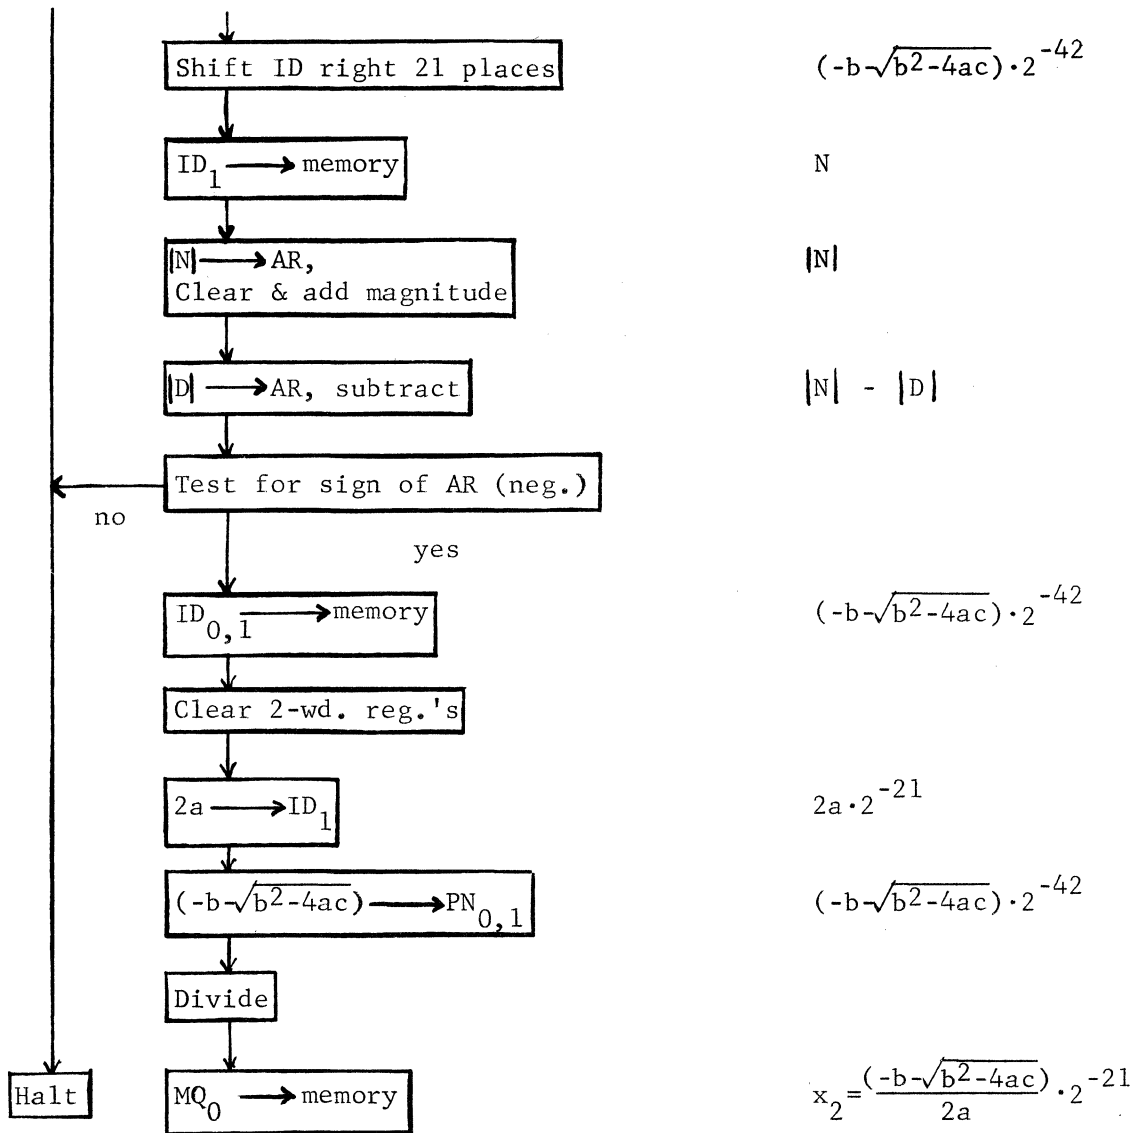 Shift ID right 21 places (-b-√b²-4ac)·2⁻⁴²
ID₁ → memory N
|N| → AR, |N|
Clear & add magnitude
|D| → AR, subtract |N| - |D|
Test for sign of AR (neg.)
no
yes
ID₀,₁ → memory (-b-√b²-4ac)·2⁻⁴²
Clear 2-wd. reg.'s
2a → ID₁ 2a·2⁻²¹
(-b-√b²-4ac) → PN₀,₁ (-b-√b²-4ac)·2⁻⁴²
Divide
Halt MQ₀ → memory x₂=(-b-√b²-4ac)/2a·2⁻²¹